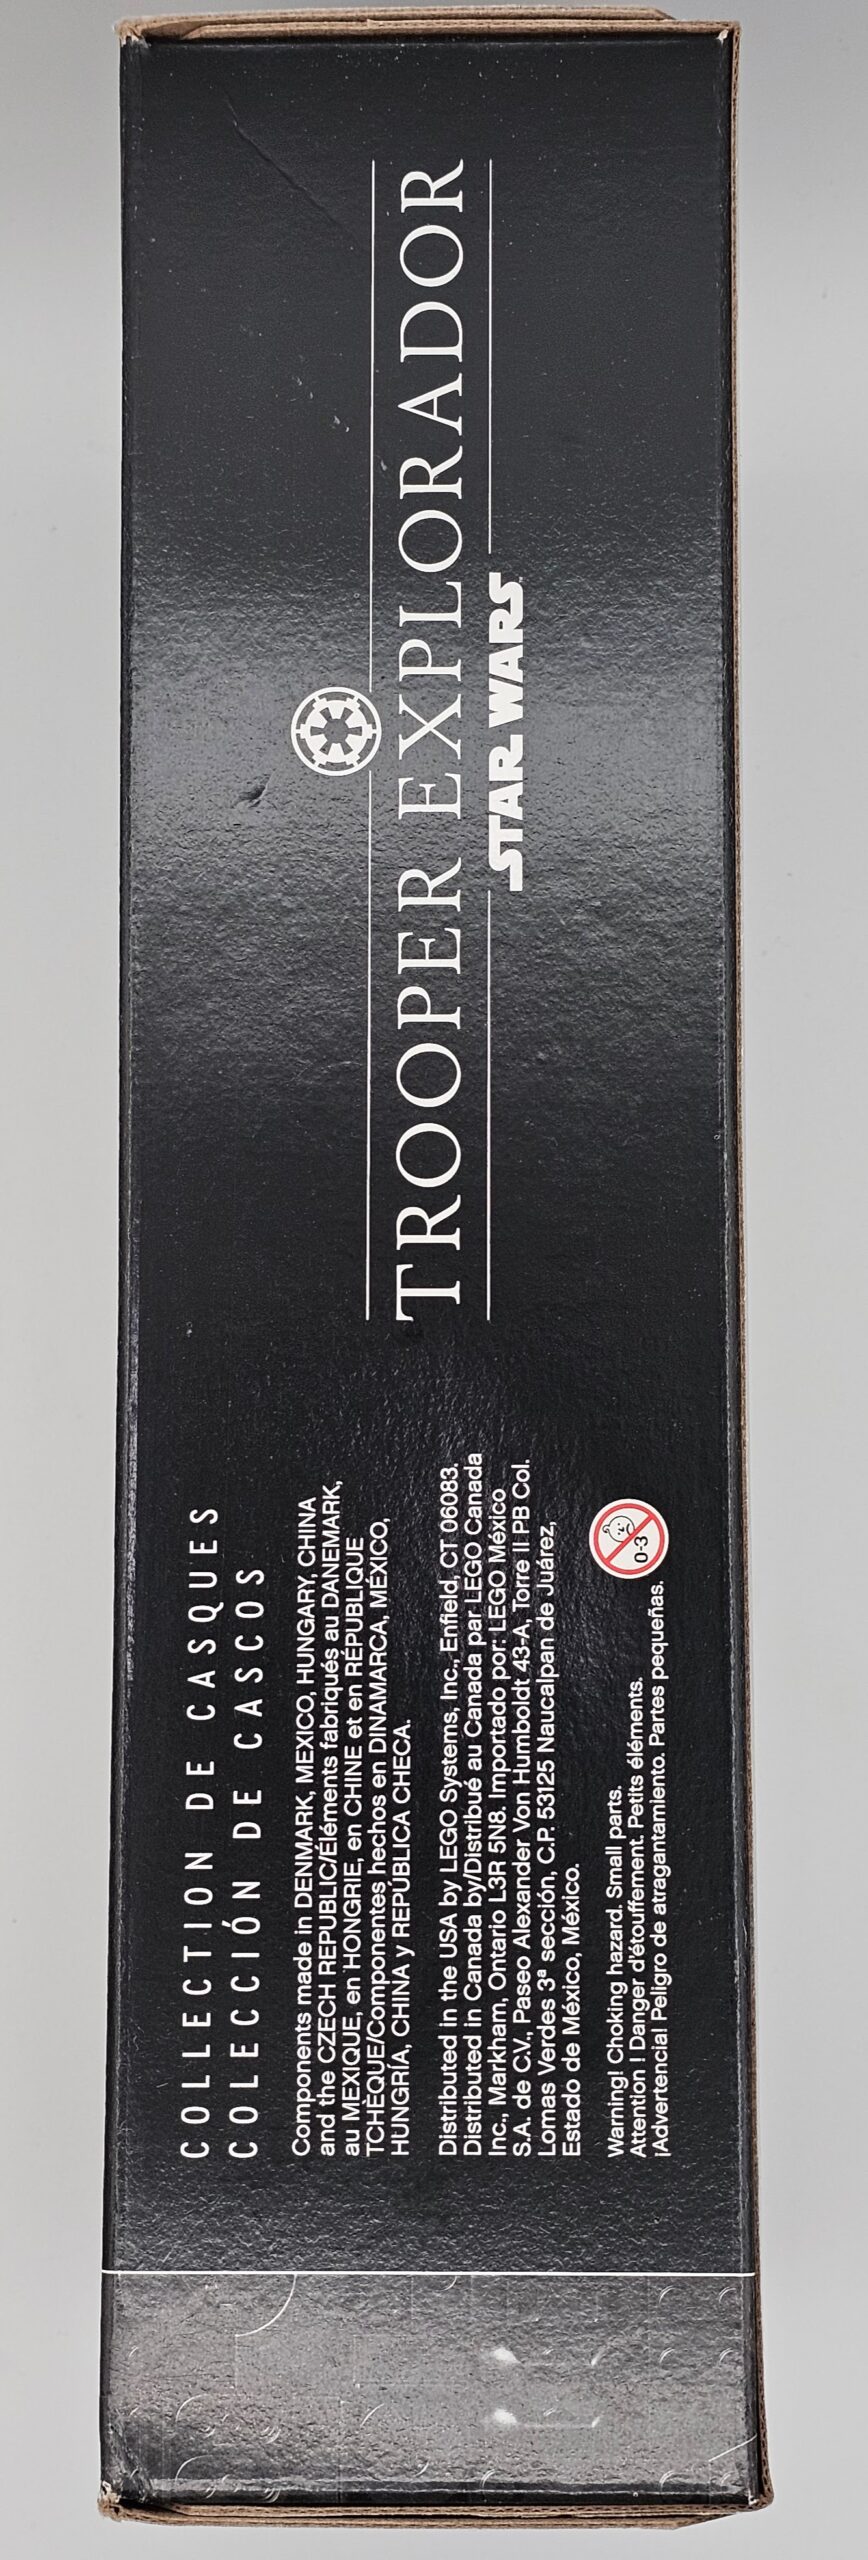 COLLECTION DE CASQUES
COLECCIÓN DE CASCOS
Components made in DENMARK, MEXICO, HUNGARY, CHINA
and the CZECH REPUBLIC/Éléments fabriqués au DANEMARK,
au MEXIQUE, en HONGRIE, en CHINE et en RÉPUBLIQUE
TCHÈQUE/Componentes hechos en DINAMARCA, MÉXICO,
HUNGRÍA, CHINA y REPÚBLICA CHECA.
Distributed in the USA by LEGO Systems, Inc., Enfield, CT 06083.
Distributed in Canada by/Distribué au Canada par LEGO Canada
Inc., Markham, Ontario L3R 5N8. Importado por: LEGO México
S.A. de C.V., Paseo Alexander Von Humboldt 43-A, Torre II PB Col.
Lomas Verdes 3ª sección, C.P. 53125 Naucalpan de Juárez,
Estado de México, México.
Warning! Choking hazard. Small parts.
Attention ! Danger d'étouffement. Petits éléments.
¡Advertencia! Peligro de atragantamiento. Partes pequeñas.
0-3
TROOPER EXPLORADOR
STAR WARS™